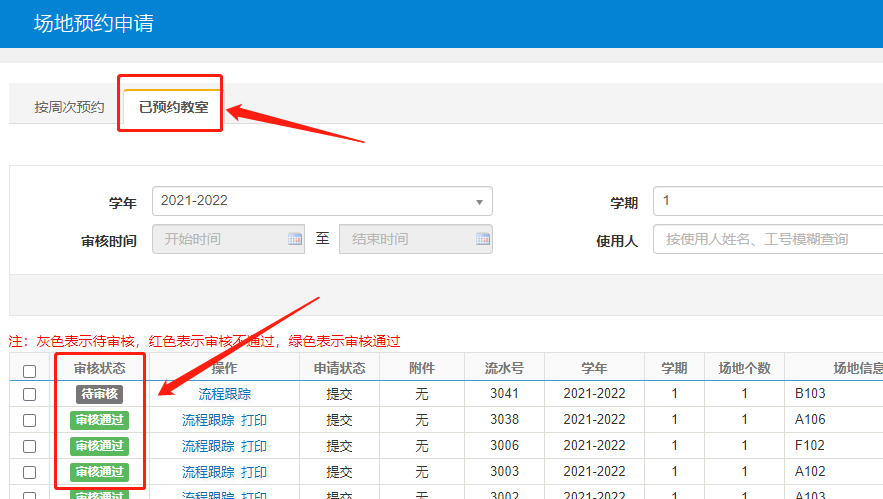 场地预约申请
按周次预约 已预约教室
学年 2021-2022 学期 1
审核时间 开始时间 至 结束时间 使用人 按使用人姓名、工号模糊查询
注：灰色表示待审核，红色表示审核不通过，绿色表示审核通过
审核状态 操作 申请状态 附件 流水号 学年 学期 场地个数 场地信息
待审核 流程跟踪 提交 无 3041 2021-2022 1 1 B103
审核通过 流程跟踪 打印 提交 无 3038 2021-2022 1 1 A106
审核通过 流程跟踪 打印 提交 无 3006 2021-2022 1 1 F102
审核通过 流程跟踪 打印 提交 无 3003 2021-2022 1 1 A102
审核通过 流程跟踪 打印 提交 无 3002 2021-2022 1 1 A103